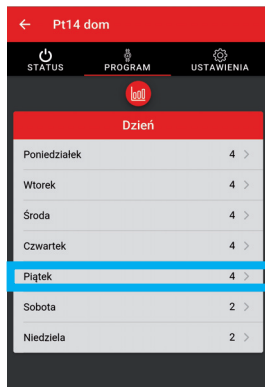 Pt14 dom
STATUS PROGRAM USTAWIENIA
Dzień
Poniedziałek 4
Wtorek 4
Środa 4
Czwartek 4
Piątek 4
Sobota 2
Niedziela 2